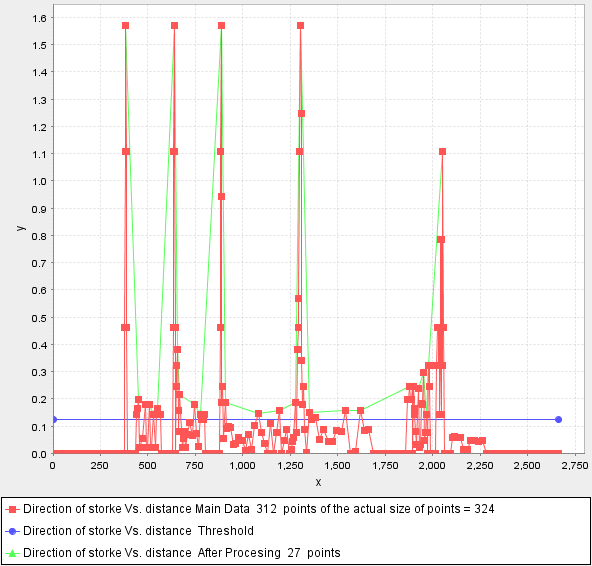 1.6
1.5
1.4
1.3
1.2
1.1
1.0
0.9
y
0.8
0.7
0.6
0.5
0.4
0.3
0.2
0.1
0.0
0 250 500 750 1,000 1,250 1,500 1,750 2,000 2,250 2,500 2,750
x
Direction of storke Vs. distance Main Data 312 points of the actual size of points = 324
Direction of storke Vs. distance Threshold
Direction of storke Vs. distance After Procesing 27 points